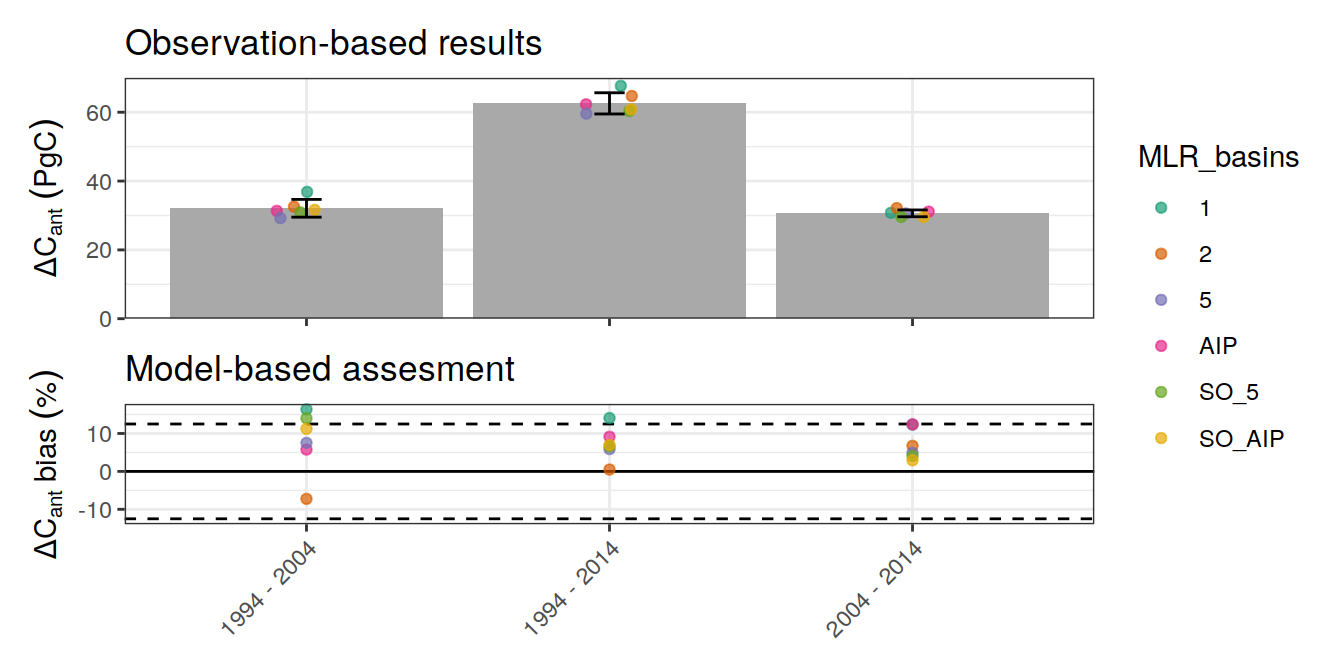 Observation-based results
ΔCant (PgC)
60
40
20
0
Model-based assesment
ΔCant bias (%)
10
0
-10
1994 - 2004
1994 - 2014
2004 - 2014
MLR_basins
1
2
5
AIP
SO_5
SO_AIP